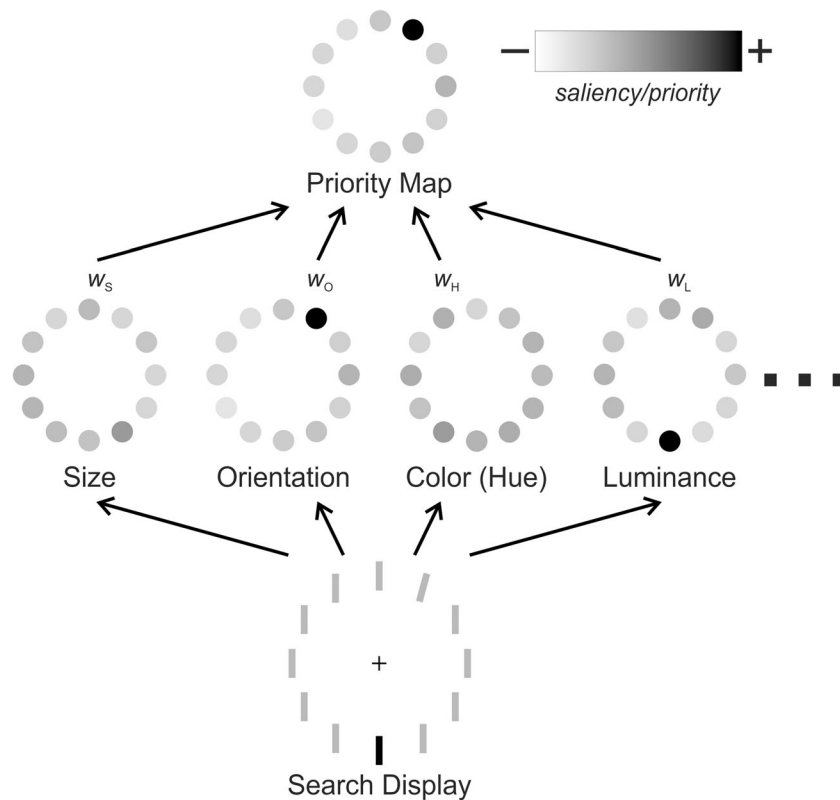 − +
saliency/priority
Priority Map
wS wO wH wL
Size Orientation Color (Hue) Luminance
+
Search Display